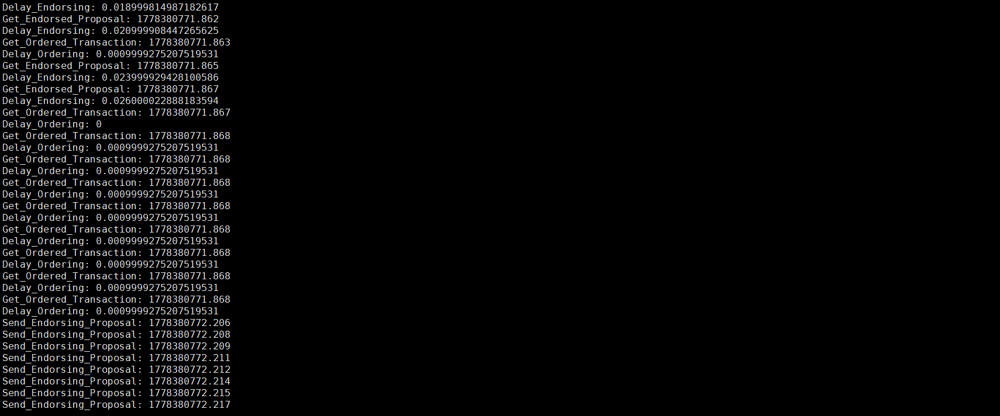 Delay_Endorsing: 0.018999814987182617
Get_Endorsed_Proposal: 1778380771.862
Delay_Endorsing: 0.020999908447265625
Get_Ordered_Transaction: 1778380771.863
Delay_Ordering: 0.0009999275207519531
Get_Endorsed_Proposal: 1778380771.865
Delay_Endorsing: 0.023999929428100586
Get_Endorsed_Proposal: 1778380771.867
Delay_Endorsing: 0.026000022888183594
Get_Ordered_Transaction: 1778380771.867
Delay_Ordering: 0
Get_Ordered_Transaction: 1778380771.868
Delay_Ordering: 0.0009999275207519531
Get_Ordered_Transaction: 1778380771.868
Delay_Ordering: 0.0009999275207519531
Get_Ordered_Transaction: 1778380771.868
Delay_Ordering: 0.0009999275207519531
Get_Ordered_Transaction: 1778380771.868
Delay_Ordering: 0.0009999275207519531
Get_Ordered_Transaction: 1778380771.868
Delay_Ordering: 0.0009999275207519531
Get_Ordered_Transaction: 1778380771.868
Delay_Ordering: 0.0009999275207519531
Get_Ordered_Transaction: 1778380771.868
Delay_Ordering: 0.0009999275207519531
Get_Ordered_Transaction: 1778380771.868
Delay_Ordering: 0.0009999275207519531
Send_Endorsing_Proposal: 1778380772.206
Send_Endorsing_Proposal: 1778380772.208
Send_Endorsing_Proposal: 1778380772.209
Send_Endorsing_Proposal: 1778380772.211
Send_Endorsing_Proposal: 1778380772.212
Send_Endorsing_Proposal: 1778380772.214
Send_Endorsing_Proposal: 1778380772.215
Send_Endorsing_Proposal: 1778380772.217